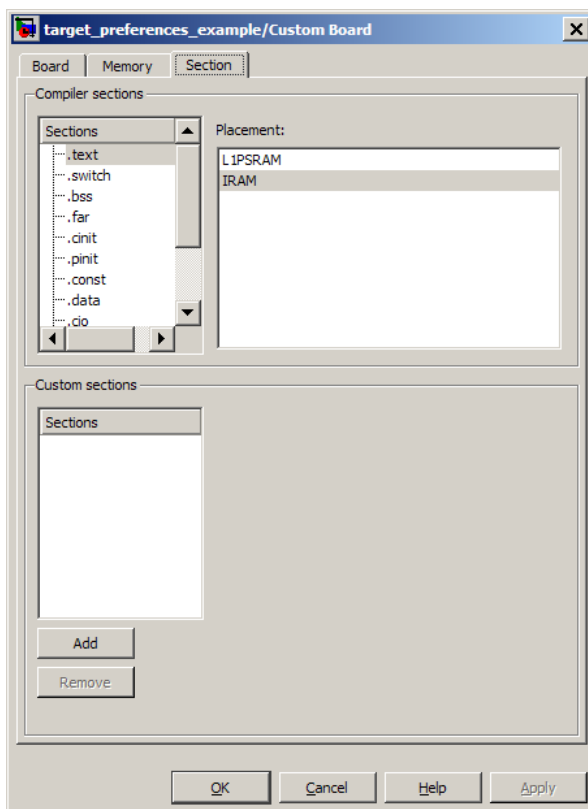 target_preferences_example/Custom Board
Board Memory Section
Compiler sections
Sections
.text
.switch
.bss
.far
.cinit
.pinit
.const
.data
.cio
Placement:
L1PSRAM
IRAM
Custom sections
Sections
Add
Remove
OK Cancel Help Apply